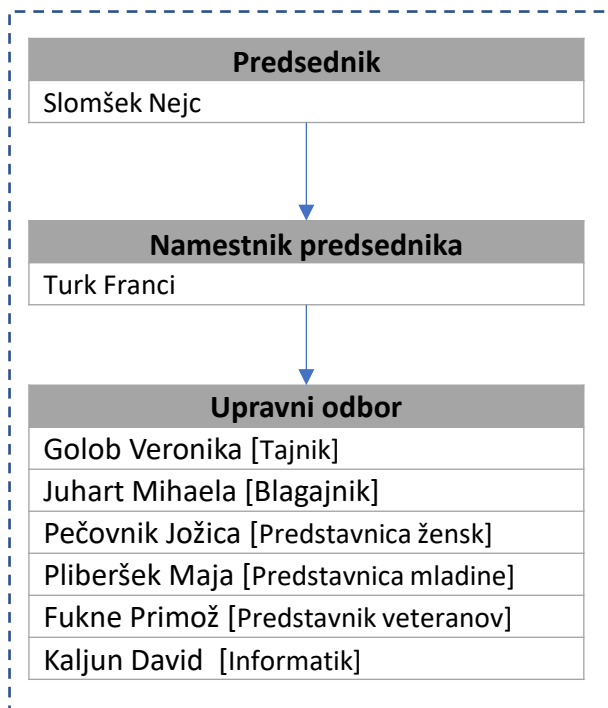 Predsednik
Slomšek Nejc
Namestnik predsednika
Turk Franci
Upravni odbor
Golob Veronika [Tajnik]
Juhart Mihaela [Blagajnik]
Pečovnik Jožica [Predstavnica žensk]
Pliberšek Maja [Predstavnica mladine]
Fukne Primož [Predstavnik veteranov]
Kaljun David [Informatik]